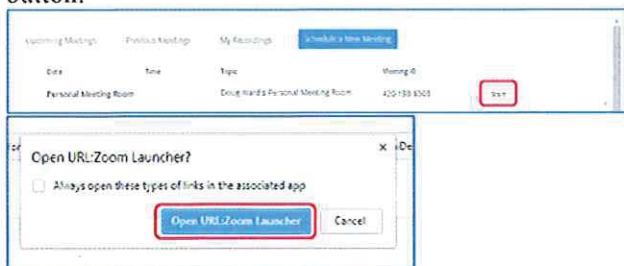 button.
Upcoming Meetings Previous Meetings My Recordings Schedule a New Meeting
Date Time Topic Meeting ID
Personal Meeting Room Doug Ward's Personal Meeting Room Start
Open URL:Zoom Launcher?
Always open these types of links in the associated app
Open URL:Zoom Launcher Cancel